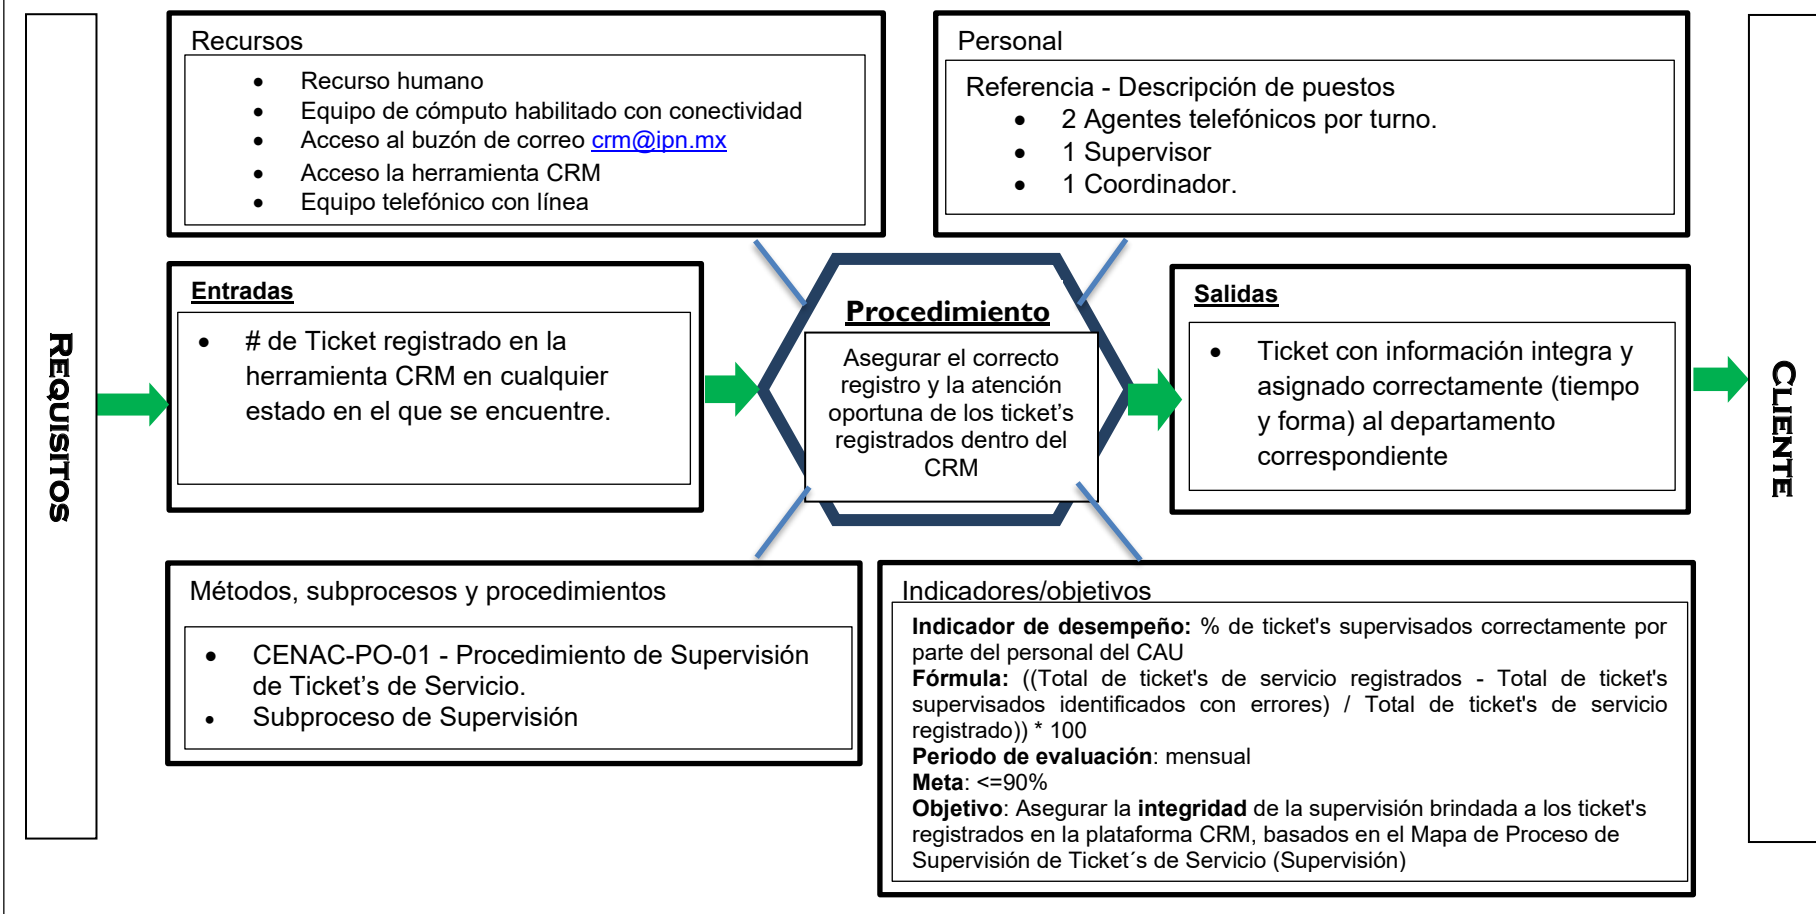 REQUISITOS
Recursos
• Recurso humano
• Equipo de cómputo habilitado con conectividad
• Acceso al buzón de correo crm@ipn.mx
• Acceso la herramienta CRM
• Equipo telefónico con línea
Personal
Referencia - Descripción de puestos
• 2 Agentes telefónicos por turno.
• 1 Supervisor
• 1 Coordinador.
Entradas
• # de Ticket registrado en la
herramienta CRM en cualquier
estado en el que se encuentre.
Procedimiento
Asegurar el correcto
registro y la atención
oportuna de los ticket’s
registrados dentro del
CRM
Salidas
• Ticket con información integra y
asignado correctamente (tiempo
y forma) al departamento
correspondiente
CLIENTE
Métodos, subprocesos y procedimientos
• CENAC-PO-01 - Procedimiento de Supervisión
de Ticket’s de Servicio.
• Subproceso de Supervisión
Indicadores/objetivos
Indicador de desempeño: % de ticket's supervisados correctamente por
parte del personal del CAU
Fórmula: ((Total de ticket's de servicio registrados - Total de ticket's
supervisados identificados con errores) / Total de ticket's de servicio
registrado)) * 100
Periodo de evaluación: mensual
Meta: <=90%
Objetivo: Asegurar la integridad de la supervisión brindada a los ticket's
registrados en la plataforma CRM, basados en el Mapa de Proceso de
Supervisión de Ticket´s de Servicio (Supervisión)